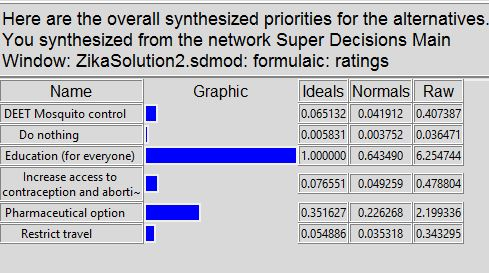 Here are the overall synthesized priorities for the alternatives.
You synthesized from the network Super Decisions Main
Window: ZikaSolution2.sdmod: formulaic: ratings
Name Graphic Ideals Normals Raw
DEET Mosquito control 0.065132 0.041912 0.407387
Do nothing 0.005831 0.003752 0.036471
Education (for everyone) 1.000000 0.643490 6.254744
Increase access to
contraception and aborti~ 0.076551 0.049259 0.478804
Pharmaceutical option 0.351627 0.226268 2.199336
Restrict travel 0.054886 0.035318 0.343295